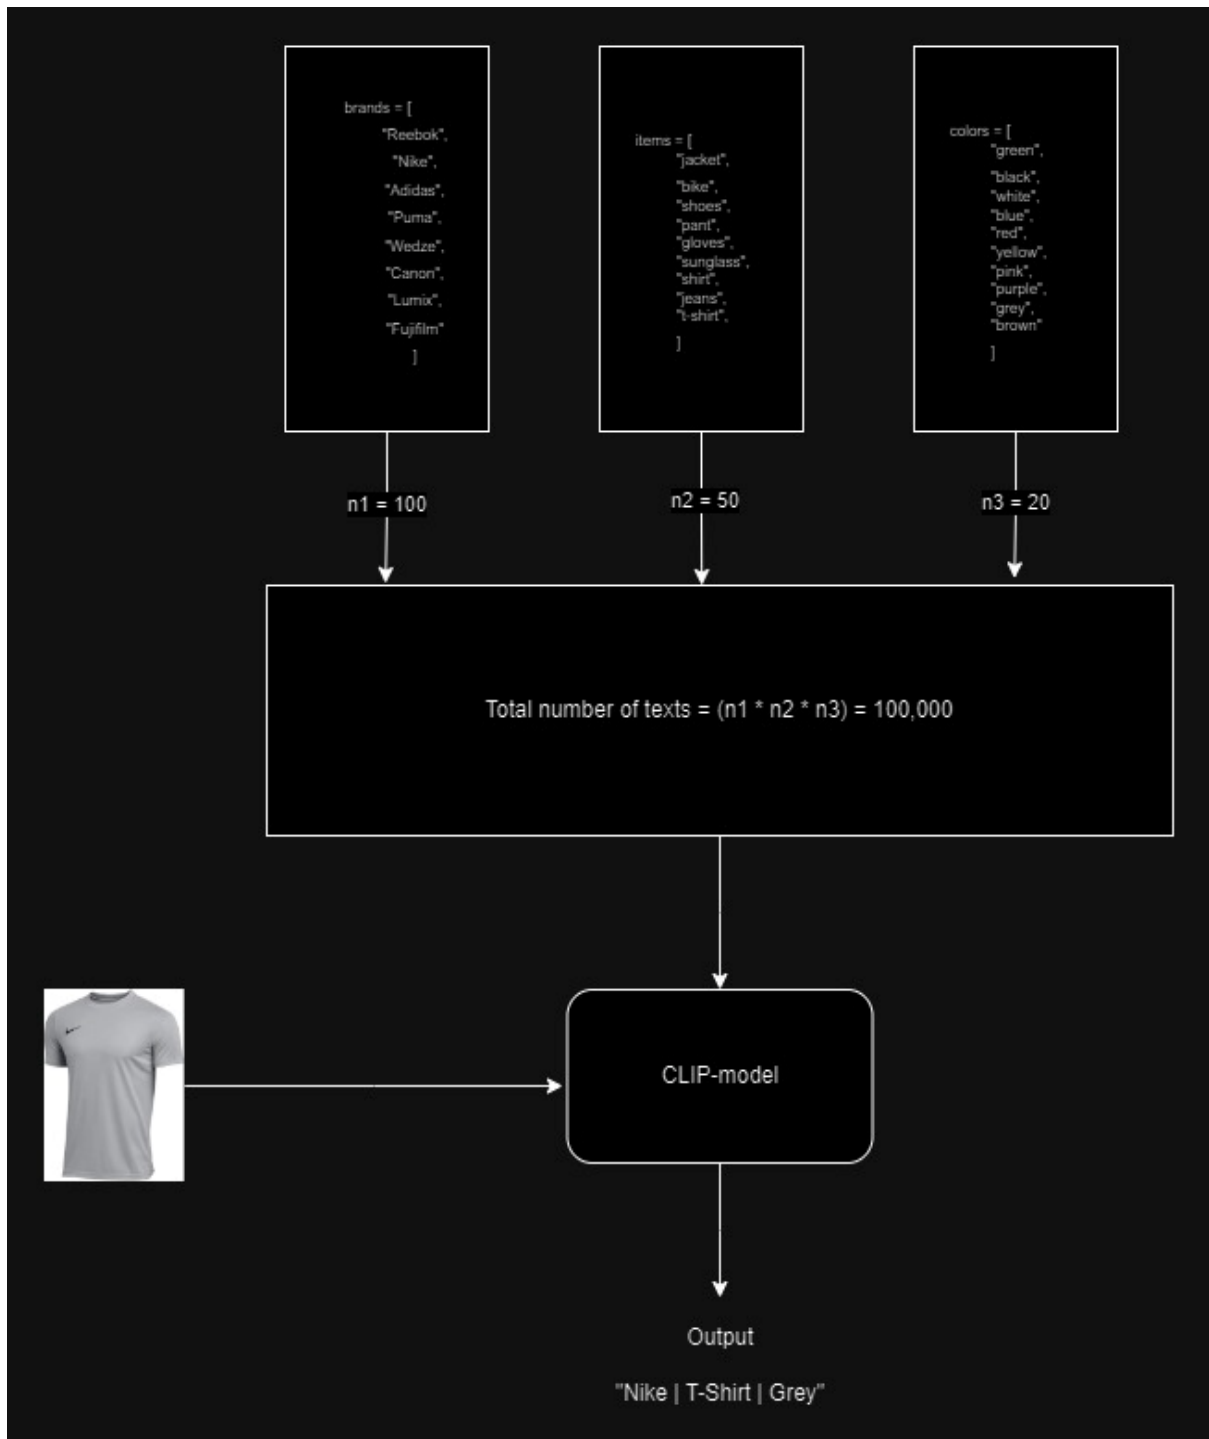 brands = [
"Reebok",
"Nike",
"Adidas",
"Puma",
"Wedze",
"Canon",
"Lumix",
"Fujifilm"
]
items = [
"jacket",
"bike",
"shoes",
"pant",
"gloves",
"sunglass",
"shirt",
"jeans",
"t-shirt",
]
colors = [
"green",
"black",
"white",
"blue",
"red",
"yellow",
"pink",
"purple",
"grey",
"brown"
]
n1 = 100
n2 = 50
n3 = 20
Total number of texts = (n1 * n2 * n3) = 100,000
CLIP-model
Output
"Nike | T-Shirt | Grey"